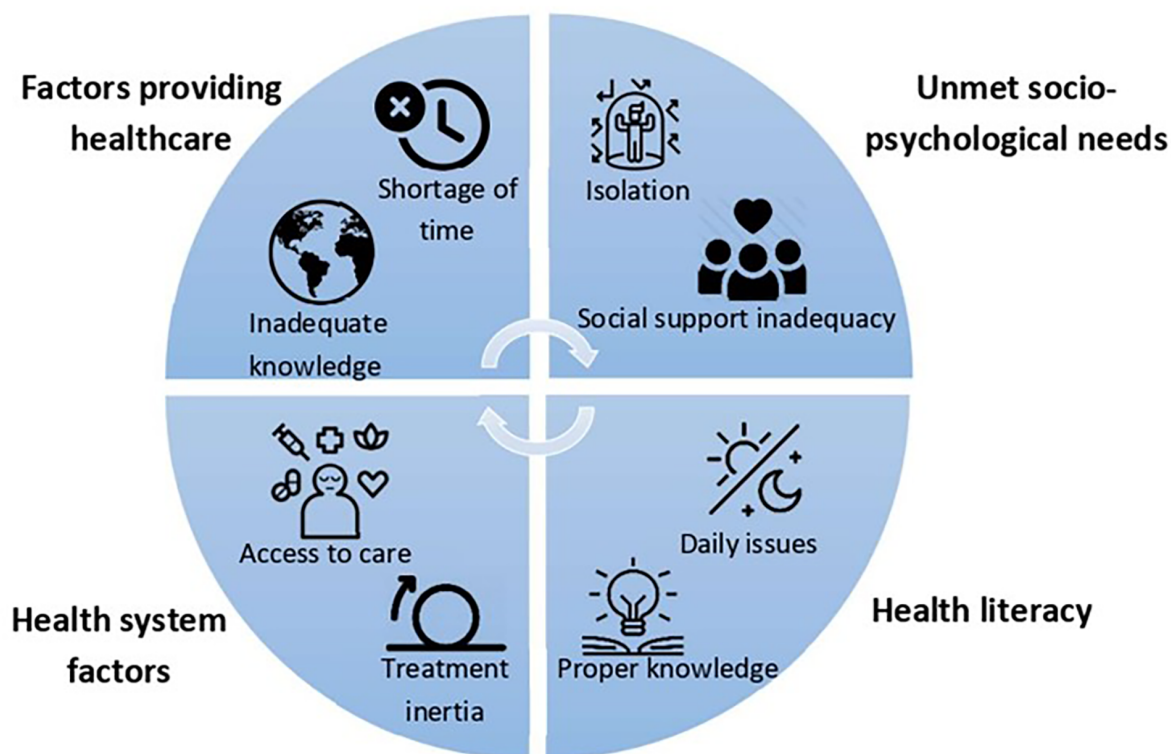 Factors providing
healthcare
Shortage of
time
Inadequate
knowledge
Unmet socio-
psychological needs
Isolation
Social support inadequacy
Health system
factors
Access to care
Treatment
inertia
Health literacy
Daily issues
Proper knowledge